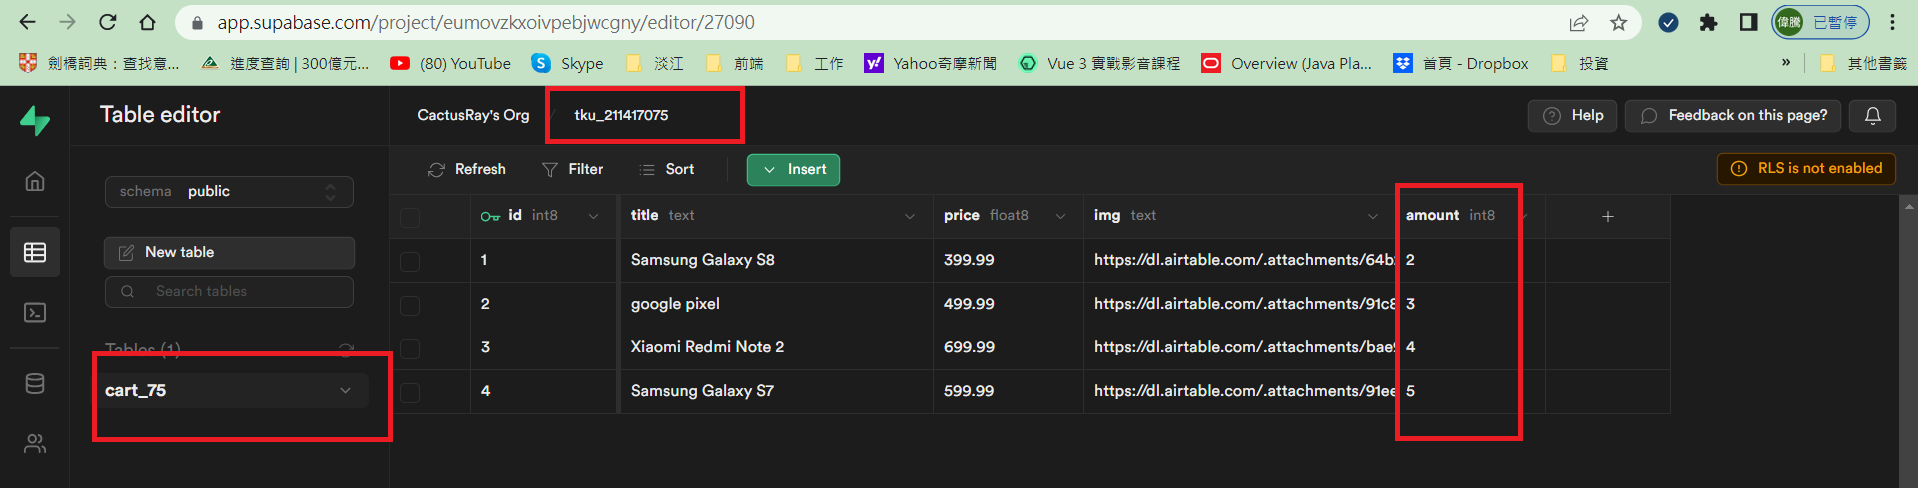 app.supabase.com/project/eumovzkxoivpebjwcgny/editor/27090
偉騰 已暫停
劍橋詞典：查找意... 進度查詢 | 300億元... (80) YouTube Skype 淡江 前端 工作 Yahoo奇摩新聞 Vue 3 實戰影音課程 Overview (Java Pla... 首頁 - Dropbox 投資 » 其他書籤
Table editor
CactusRay's Org / tku_211417075
Help Feedback on this page?
schema public
Refresh Filter Sort Insert
RLS is not enabled
New table
Search tables
Tables (1)
cart_75
id int8 title text price float8 img text amount int8 +
1 Samsung Galaxy S8 399.99 https://dl.airtable.com/.attachments/64b 2
2 google pixel 499.99 https://dl.airtable.com/.attachments/91c8 3
3 Xiaomi Redmi Note 2 699.99 https://dl.airtable.com/.attachments/bae 4
4 Samsung Galaxy S7 599.99 https://dl.airtable.com/.attachments/91ee 5